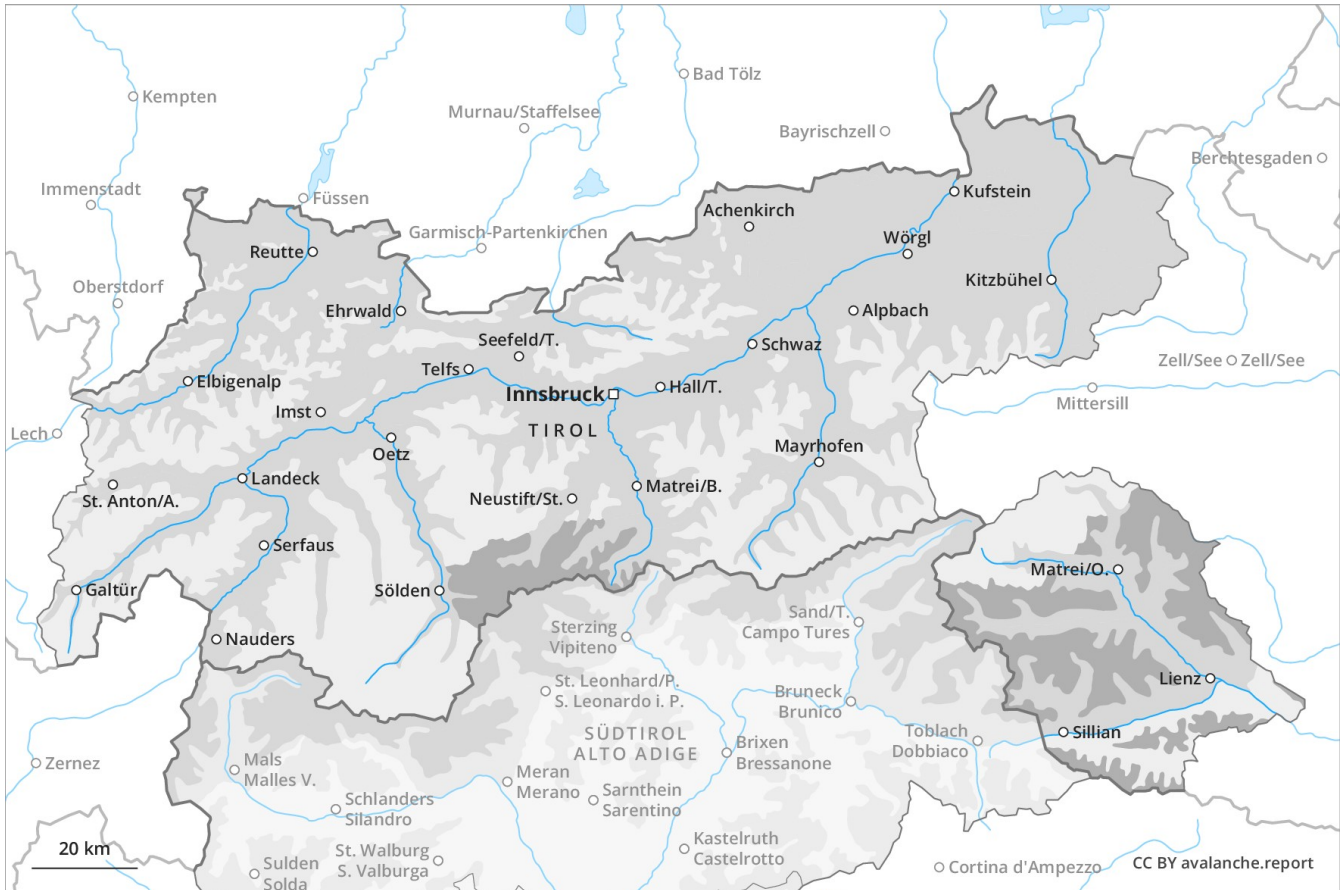 Kempten
Bad Tölz
Murnau/Staffelsee
Bayrischzell
Berchtesgaden
Immenstadt
Füssen
Kufstein
Achenkirch
Garmisch-Partenkirchen
Wörgl
Reutte
Kitzbühel
Oberstdorf
Ehrwald
Alpbach
Seefeld/T.
Schwaz
Zell/See
Zell/See
Telfs
Elbigenalp
Hall/T.
Innsbruck
Mittersill
Imst
TIROL
Lech
Oetz
Mayrhofen
Landeck
St. Anton/A.
Neustift/St.
Matrei/B.
Serfaus
Matrei/O.
Galtür
Sölden
Sand/T.
Campo Tures
Sterzing
Vipiteno
Nauders
Lienz
St. Leonhard/P.
S. Leonardo i. P.
Bruneck
Brunico
SÜDTIROL
ALTO ADIGE
Toblach
Dobbiaco
Sillian
Brixen
Bressanone
Zernez
Mals
Malles V.
Meran
Merano
Sarnthein
Sarentino
Schlanders
Silandro
20 km
St. Walburg
S. Valburga
Kastelruth
Castelrotto
Sulden
Solda
Cortina d'Ampezzo
CC BY avalanche.report